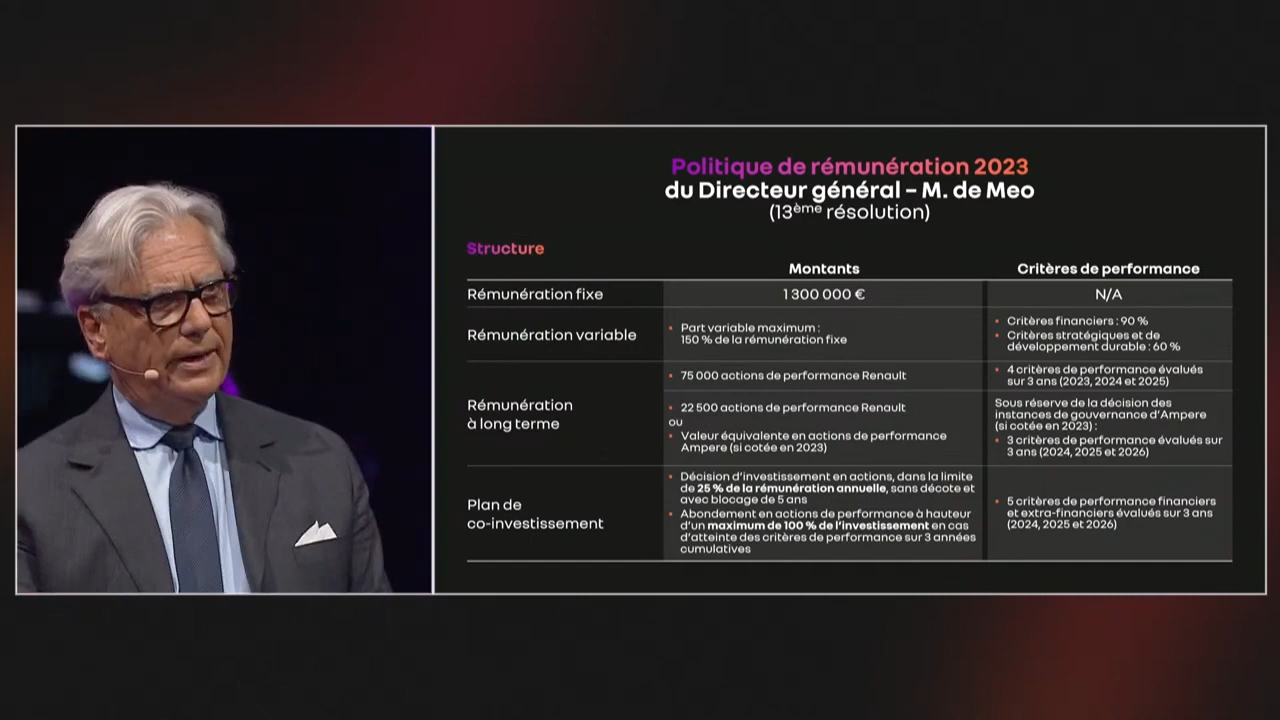 Politique de rémunération 2023
du Directeur général – M. de Meo
(13ème résolution)
Structure
Montants
Critères de performance
Rémunération fixe
1 300 000 €
N/A
Rémunération variable
• Part variable maximum :
150 % de la rémunération fixe
• Critères financiers : 90 %
• Critères stratégiques et de
développement durable : 60 %
Rémunération
à long terme
• 75 000 actions de performance Renault
• 4 critères de performance évalués
sur 3 ans (2023, 2024 et 2025)
• 22 500 actions de performance Renault
ou
• Valeur équivalente en actions de performance
Ampere (si cotée en 2023)
Sous réserve de la décision des
instances de gouvernance d’Ampere
(si cotée en 2023) :
• 3 critères de performance évalués sur
3 ans (2024, 2025 et 2026)
Plan de
co-investissement
• Décision d’investissement en actions, dans la limite
de 25 % de la rémunération annuelle, sans décote et
avec blocage de 5 ans
• Abondement en actions de performance à hauteur
d’un maximum de 100 % de l’investissement en cas
d’atteinte des critères de performance sur 3 années
cumulatives
• 5 critères de performance financiers
et extra-financiers évalués sur 3 ans
(2024, 2025 et 2026)